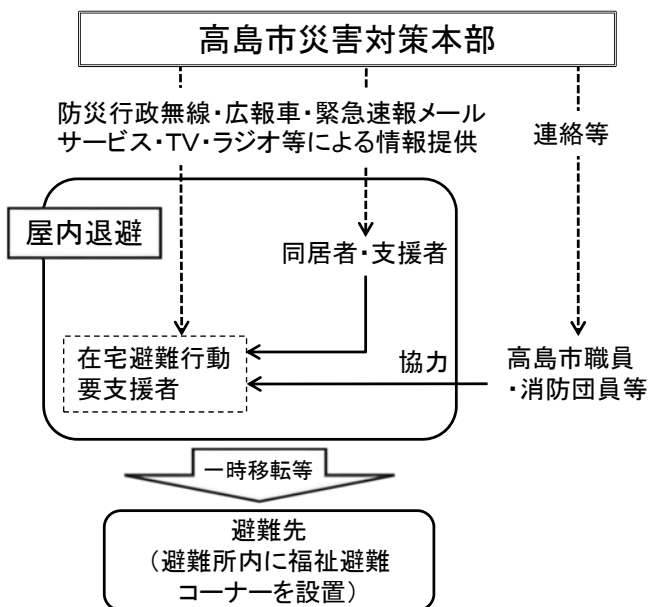 高島市災害対策本部
防災行政無線・広報車・緊急速報メール
サービス・TV・ラジオ等による情報提供
連絡等
屋内退避
同居者・支援者
在宅避難行動
要支援者
協力
高島市職員
・消防団員等
一時移転等
避難先
（避難所内に福祉避難
コーナーを設置）